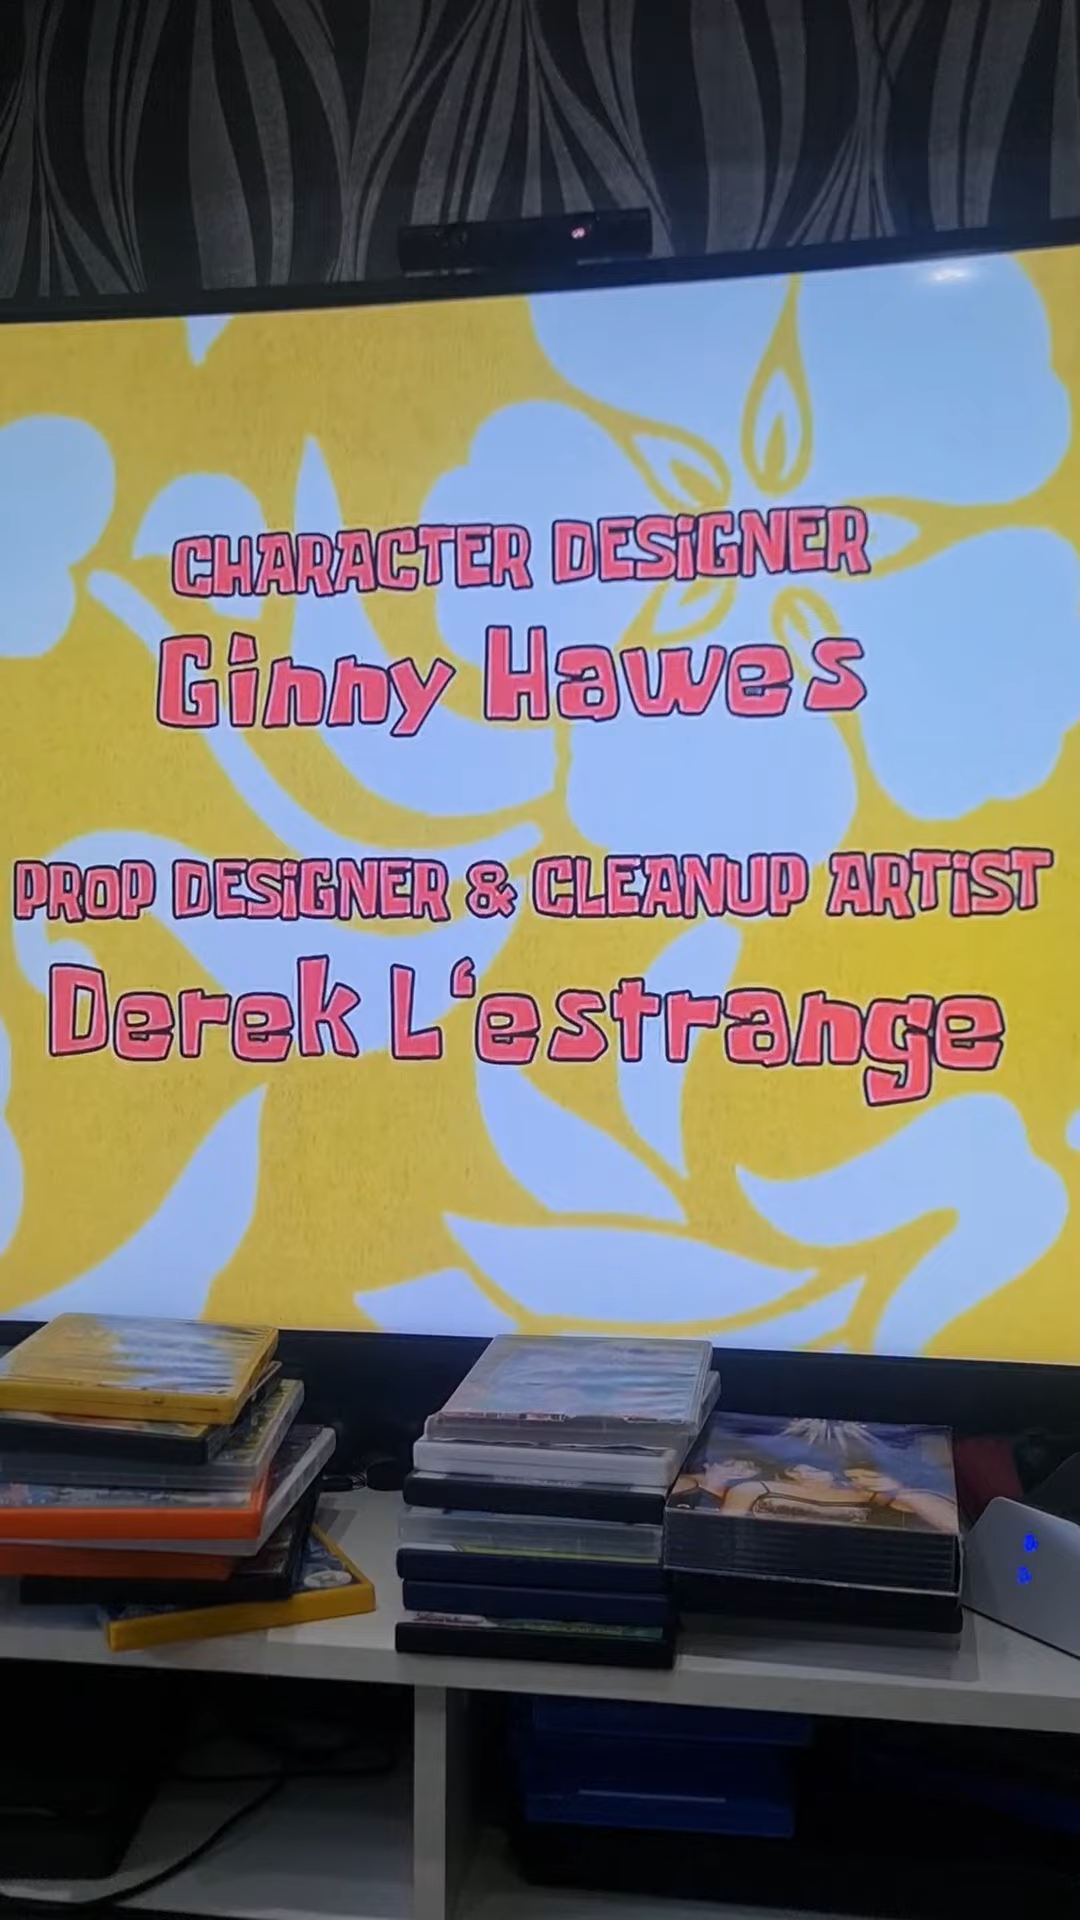 CHARACTER DESiGNER
Ginny Hawes
PROP DESiGNER & CLEANUP ARTiST
Derek L‘estrange